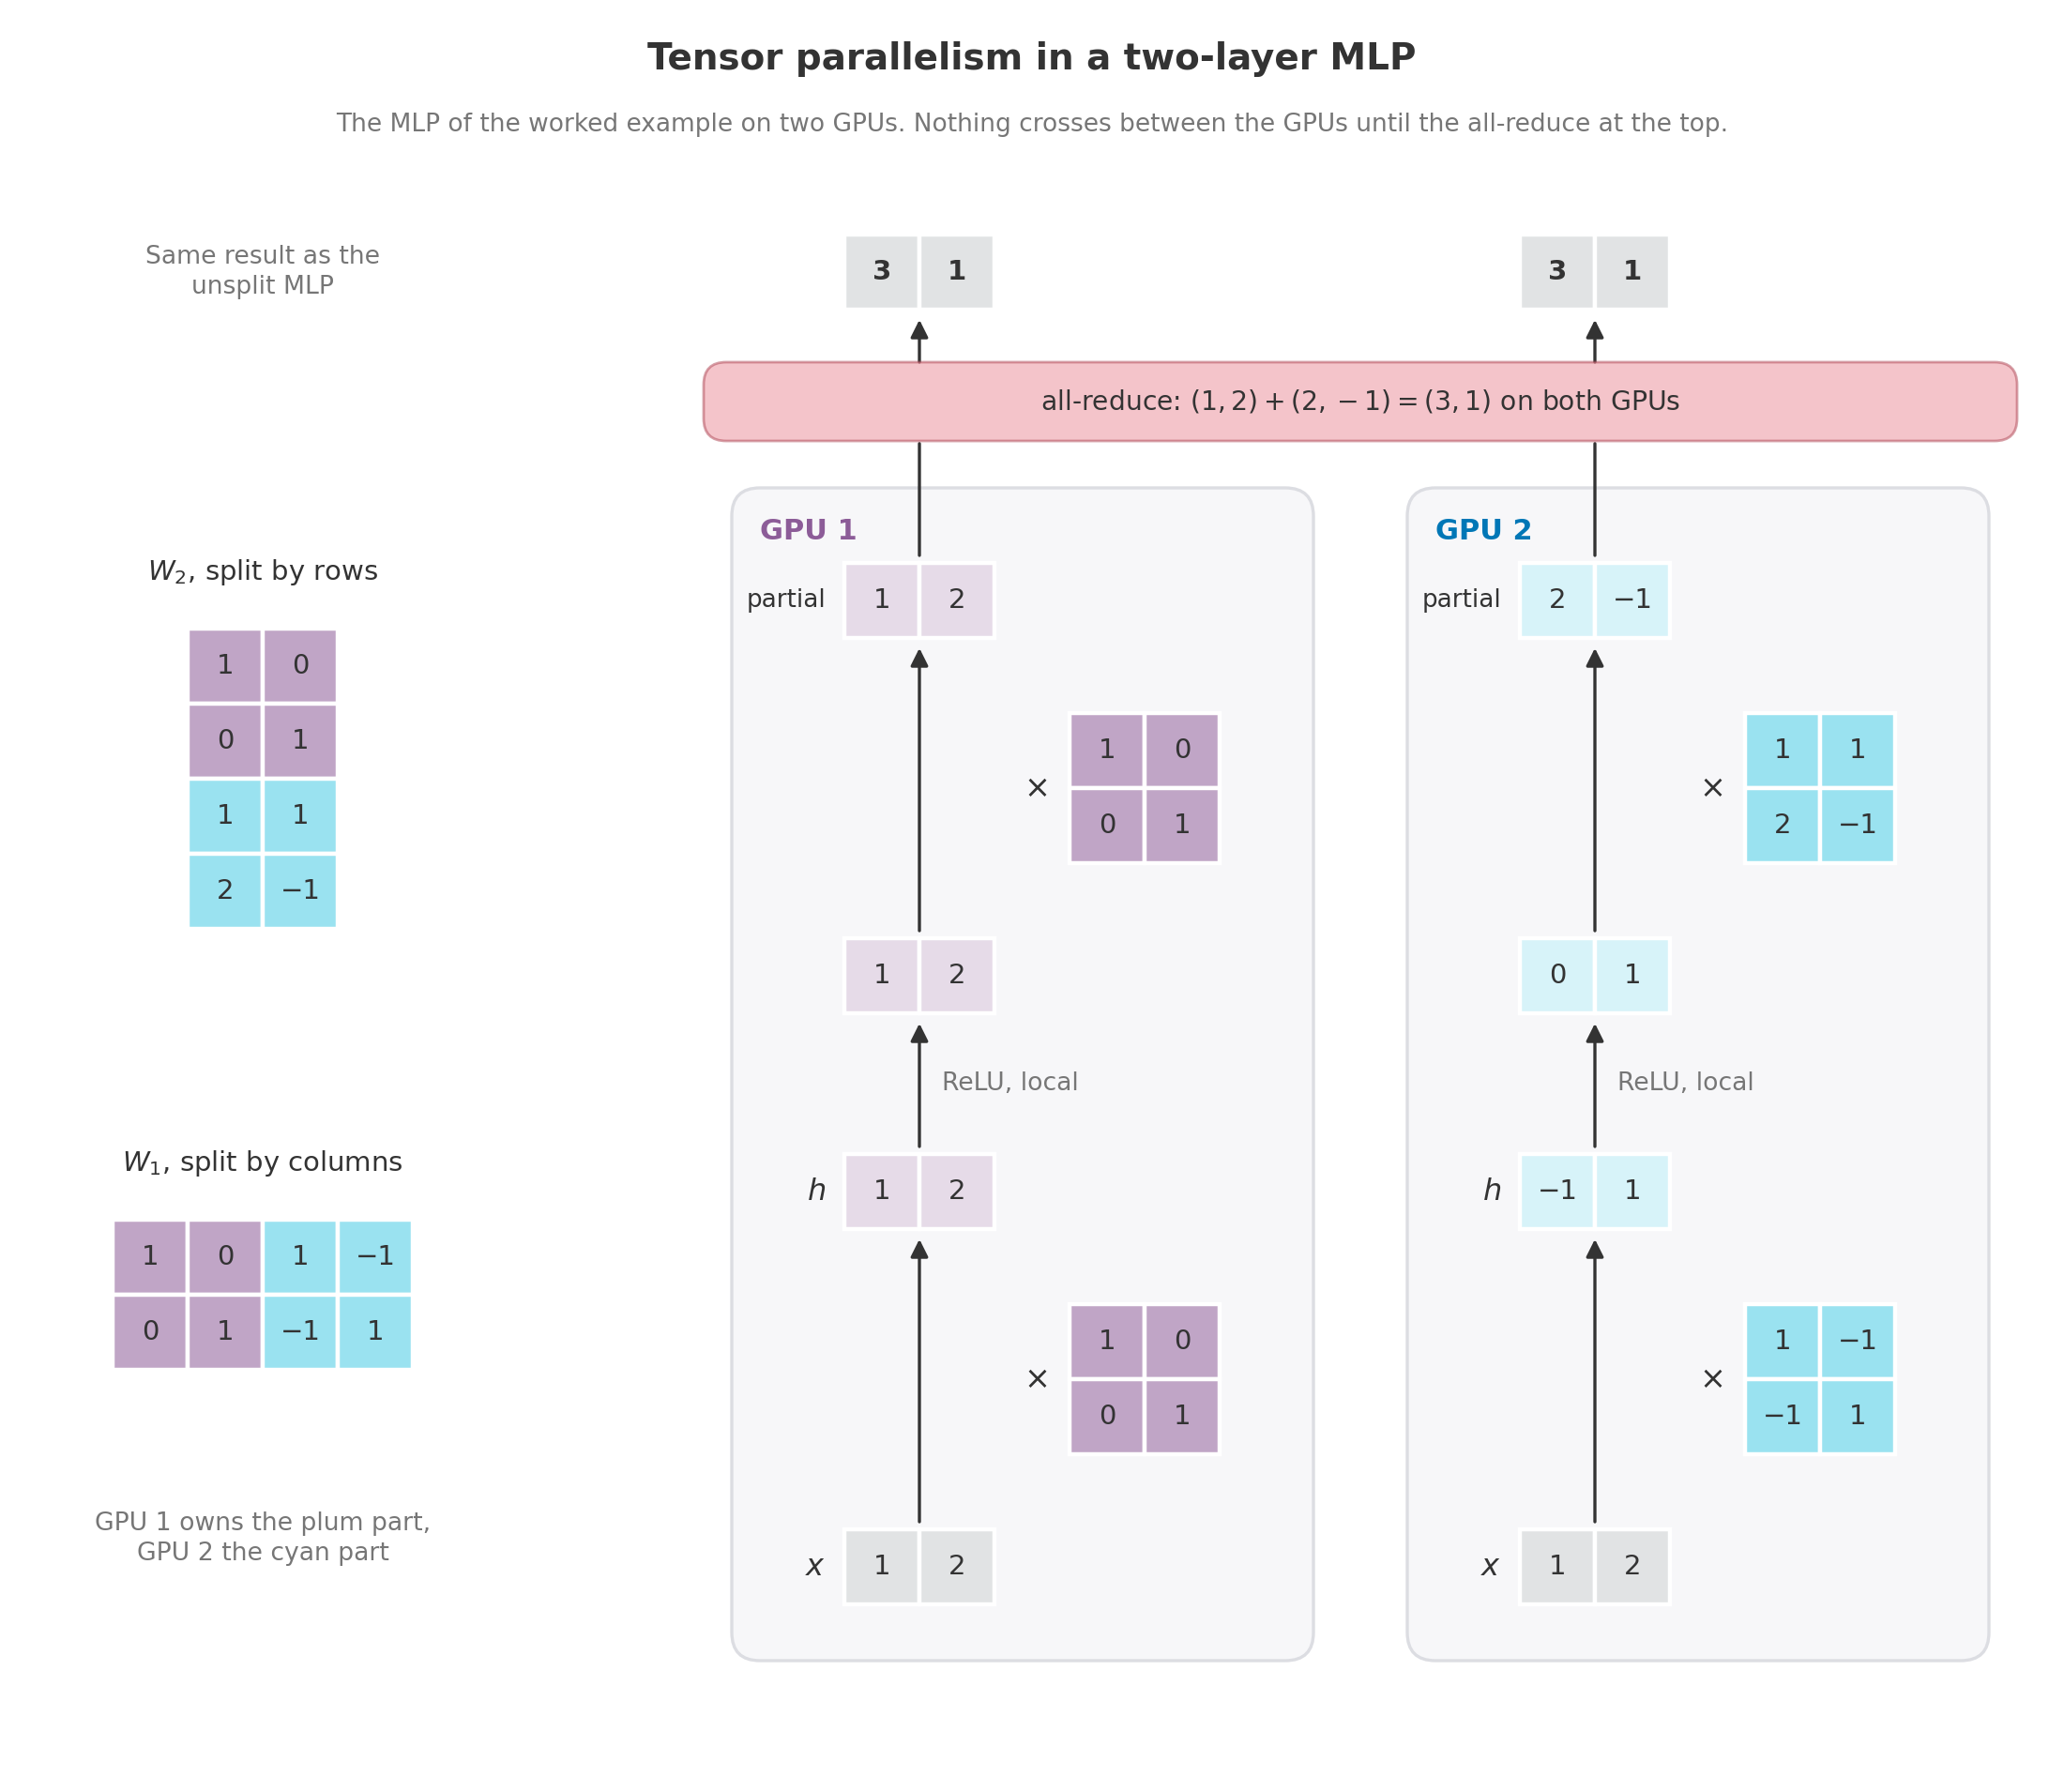 Tensor parallelism in a two-layer MLP
The MLP of the worked example on two GPUs. Nothing crosses between the GPUs until the all-reduce at the top.
Same result as the
unsplit MLP
3 1
3 1
all-reduce: (1, 2) + (2, −1) = (3, 1) on both GPUs
W₂, split by rows
1 0
0 1
1 1
2 −1
W₁, split by columns
1 0 1 −1
0 1 −1 1
GPU 1 owns the plum part,
GPU 2 the cyan part
GPU 1
partial 1 2
× 1 0
0 1
1 2
ReLU, local
h 1 2
× 1 0
0 1
x 1 2
GPU 2
partial 2 −1
× 1 1
2 −1
0 1
ReLU, local
h −1 1
× 1 −1
−1 1
x 1 2